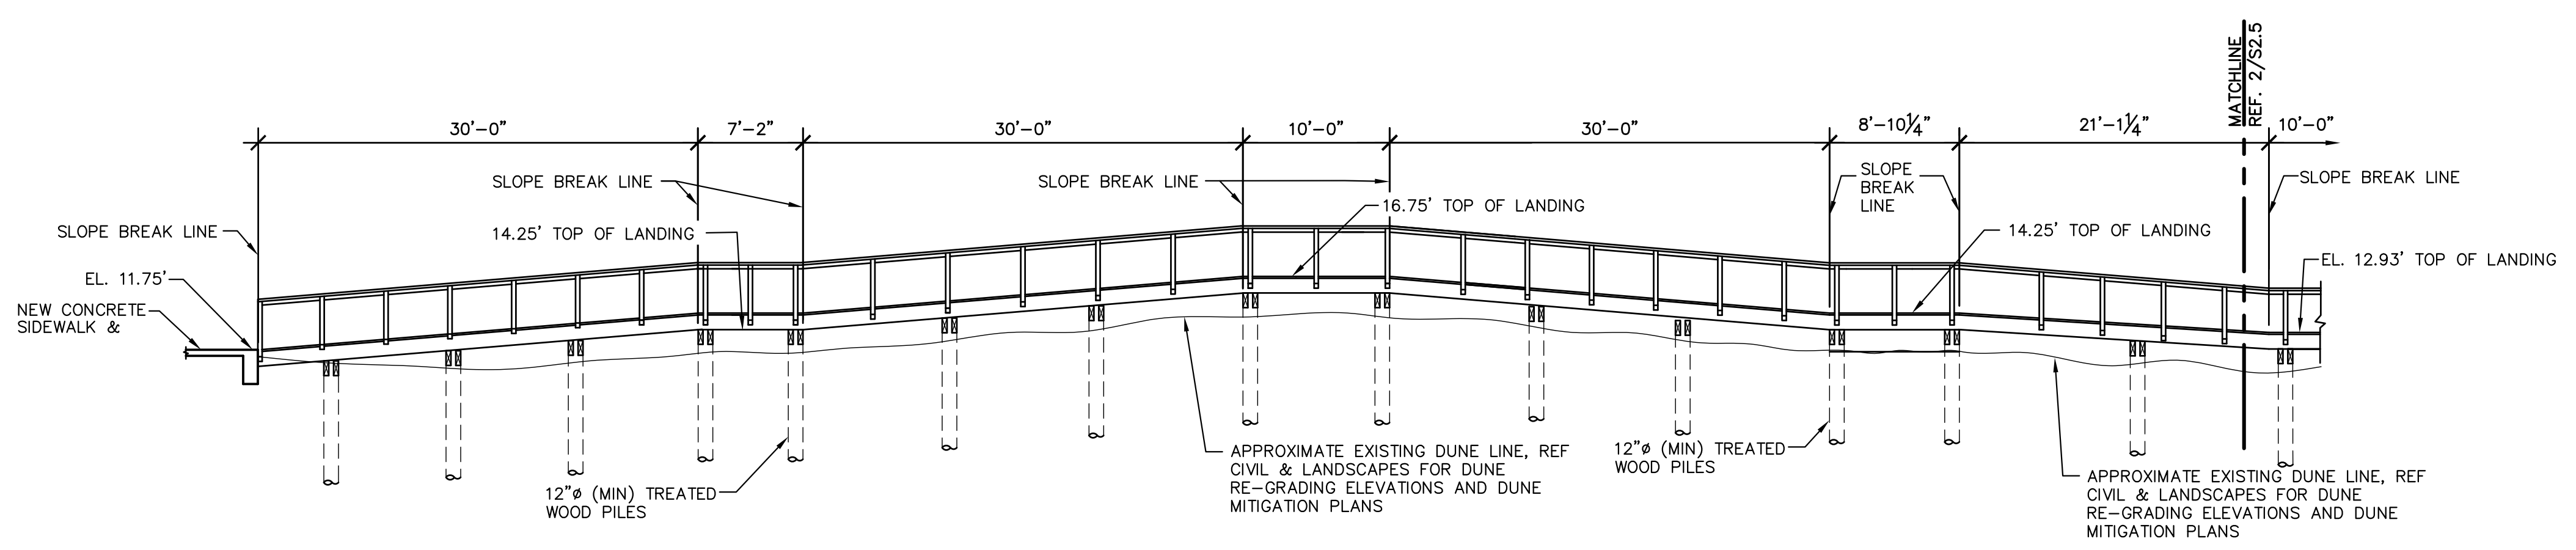 MATCHLINE
REF. 2/S2.5
30'-0"
7'-2"
30'-0"
10'-0"
30'-0"
8'-10¼"
21'-1¼"
10'-0"
SLOPE BREAK LINE
SLOPE BREAK LINE
SLOPE
BREAK
LINE
SLOPE BREAK LINE
SLOPE BREAK LINE
14.25' TOP OF LANDING
16.75' TOP OF LANDING
14.25' TOP OF LANDING
EL. 12.93' TOP OF LANDING
EL. 11.75'
NEW CONCRETE
SIDEWALK &
12"ø (MIN) TREATED
WOOD PILES
APPROXIMATE EXISTING DUNE LINE, REF
CIVIL & LANDSCAPES FOR DUNE
RE-GRADING ELEVATIONS AND DUNE
MITIGATION PLANS
12"ø (MIN) TREATED
WOOD PILES
APPROXIMATE EXISTING DUNE LINE, REF
CIVIL & LANDSCAPES FOR DUNE
RE-GRADING ELEVATIONS AND DUNE
MITIGATION PLANS